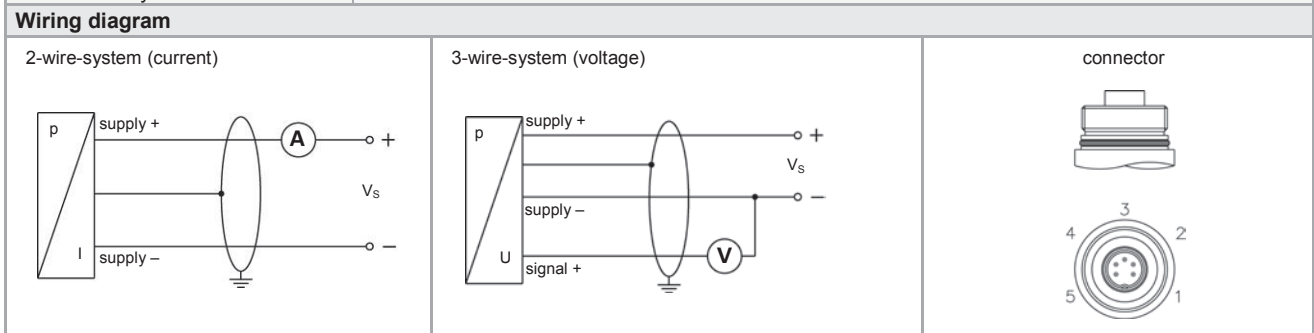 Wiring diagram
2-wire-system (current)
p
supply +
A
+
VS
I
supply –
–
3-wire-system (voltage)
p
supply +
+
VS
–
supply –
U
V
signal +
connector
3
4
2
5
1